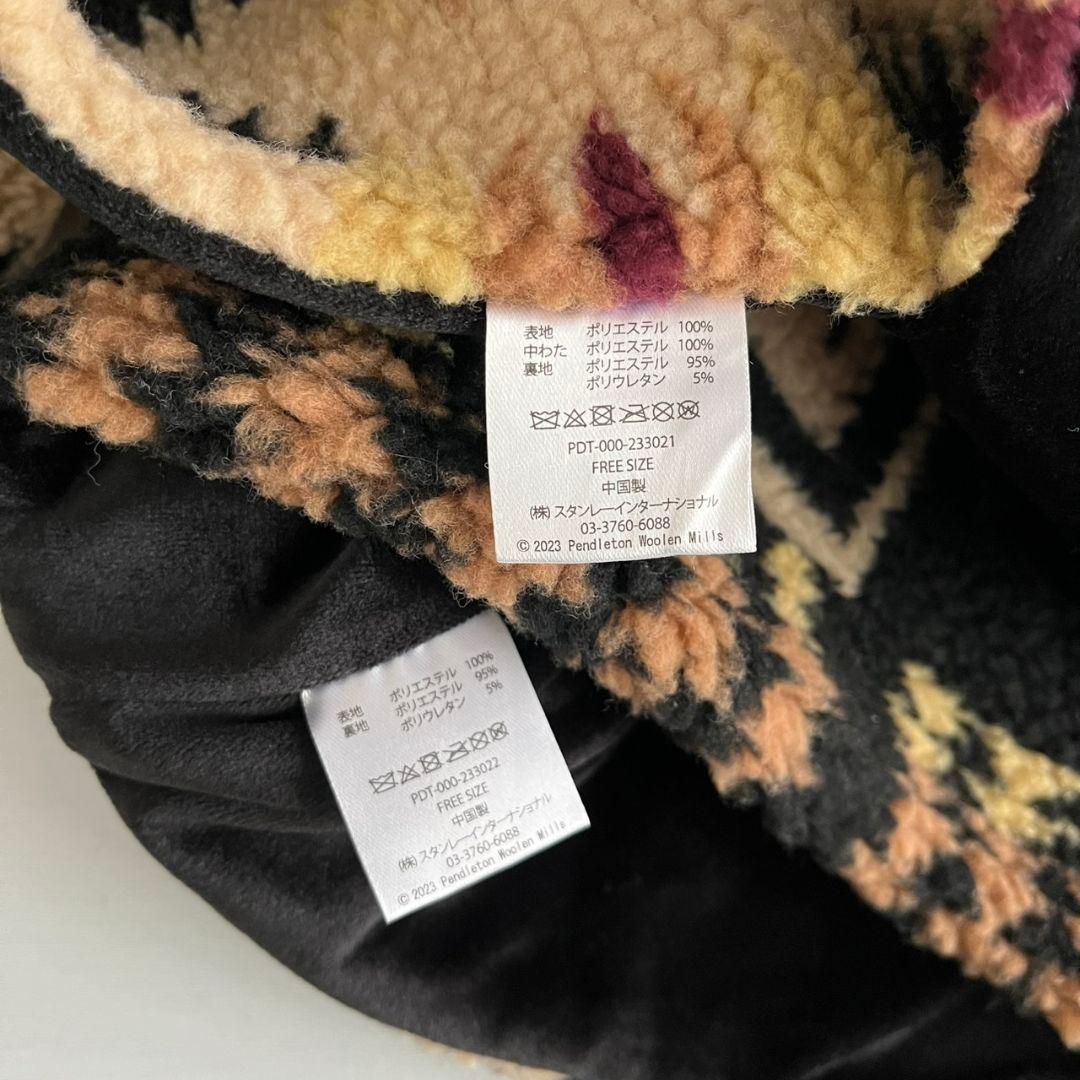 表地 ポリエステル 100%
中わた ポリエステル 100%
裏地 ポリエステル 95%
ポリウレタン 5%
PDT-000-233021
FREE SIZE
中国製
(株) スタンレーインターナショナル
03-3760-6088
© 2023 Pendleton Woolen Mills
表地 ポリエステル 100%
裏地 ポリエステル 95%
ポリウレタン 5%
PDT-000-233022
FREE SIZE
中国製
(株) スタンレーインターナショナル
03-3760-6088
© 2023 Pendleton Woolen Mills